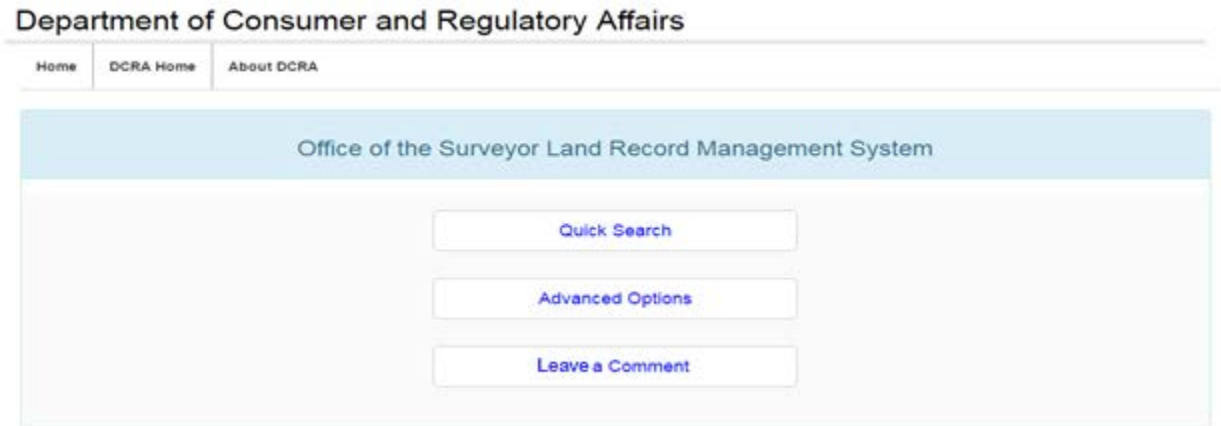 Department of Consumer and Regulatory Affairs
Home DCRA Home About DCRA
Office of the Surveyor Land Record Management System
Quick Search
Advanced Options
Leave a Comment